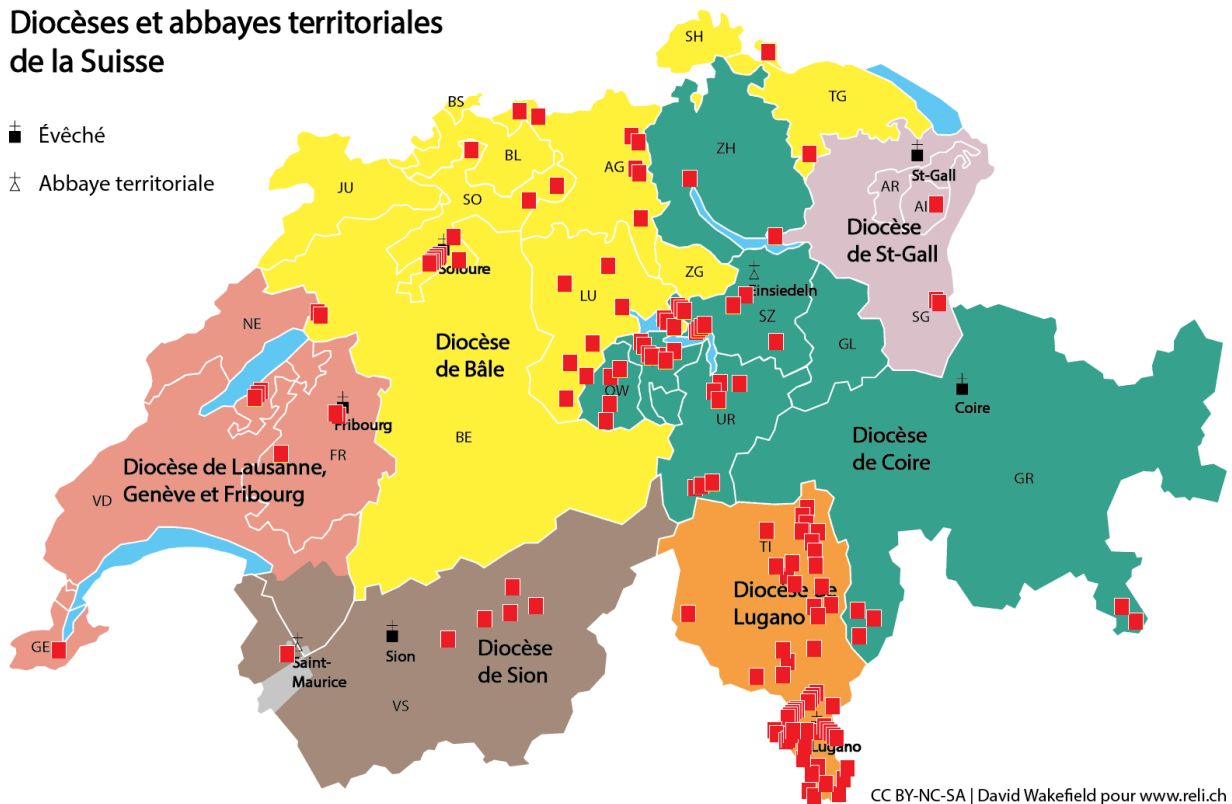 Diocèses et abbayes territoriales
de la Suisse
Évêché
Abbaye territoriale
SH
BS
TG
BL
ZH
AG
St-Gall
JU
AR
SO
AI
Diocèse
de St-Gall
Soloure
ZG
Einsiedeln
LU
NE
SZ
SG
Diocèse
de Bâle
GL
OW
Coire
Fribourg
UR
BE
Diocèse
de Coire
FR
Diocèse de Lausanne,
Genève et Fribourg
GR
VD
TI
Diocèse de
Lugano
GE
Sion
Diocèse
de Sion
Saint-
Maurice
VS
Lugano
CC BY-NC-SA | David Wakefield pour www.reli.ch